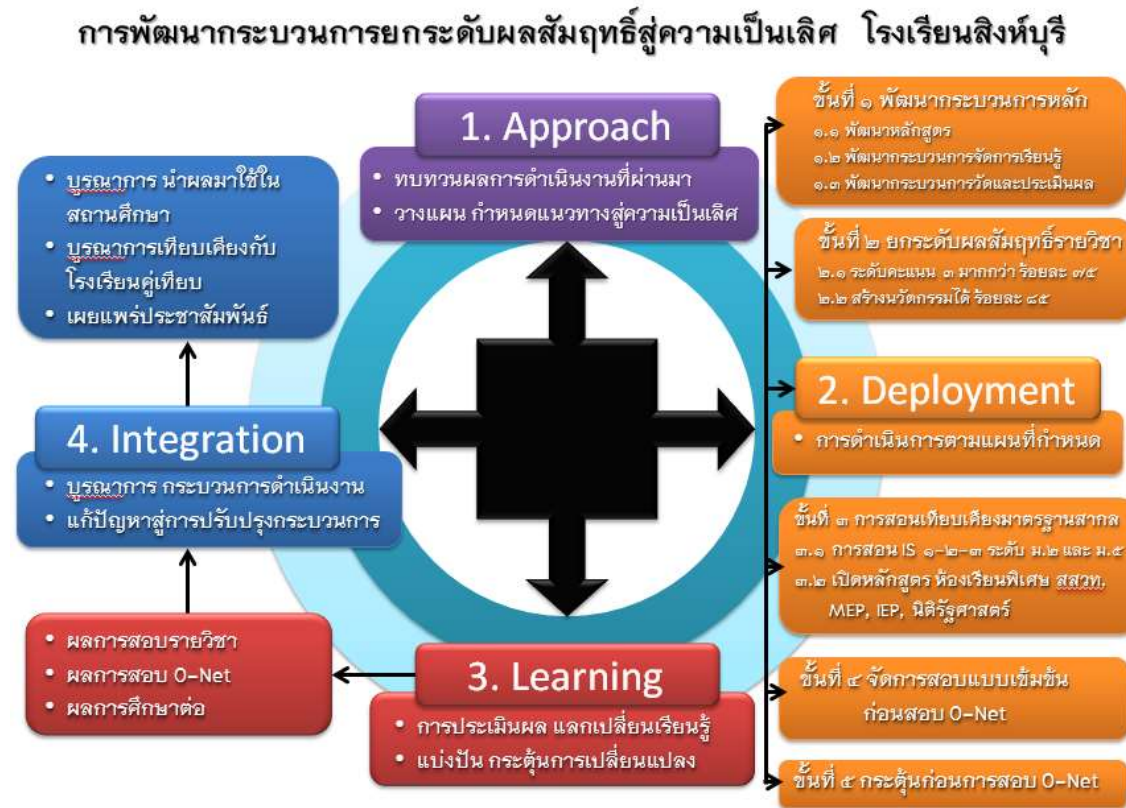 การพัฒนากระบวนการยกระดับผลสัมฤทธิ์สู่ความเป็นเลิศ โรงเรียนสิงห์บุรี
1. Approach
• ทบทวนผลการดำเนินงานที่ผ่านมา
• วางแผน กำหนดแนวทางสู่ความเป็นเลิศ
ขั้นที่ ๑ พัฒนากระบวนการหลัก
๑.๑ พัฒนาหลักสูตร
๑.๒ พัฒนากระบวนการจัดการเรียนรู้
๑.๓ พัฒนากระบวนการวัดและประเมินผล
ขั้นที่ ๒ ยกระดับผลสัมฤทธิ์รายวิชา
๒.๑ ระดับคะแนน ๓ มากกว่า ร้อยละ ๗๕
๒.๒ สร้างนวัตกรรมได้ ร้อยละ ๘๕
2. Deployment
• การดำเนินการตามแผนที่กำหนด
ขั้นที่ ๓ การสอนเทียบเคียงมาตรฐานสากล
๓.๑ การสอน IS ๑-๒-๓ ระดับ ม.๒ และ ม.๕
๓.๒ เปิดหลักสูตร ห้องเรียนพิเศษ สสวท.
MEP, IEP, นิติรัฐศาสตร์
ขั้นที่ ๔ จัดการสอบแบบเข้มข้น
ก่อนสอบ O-Net
ขั้นที่ ๕ กระตุ้นก่อนการสอบ O-Net
3. Learning
• การประเมินผล แลกเปลี่ยนเรียนรู้
• แบ่งปัน กระตุ้นการเปลี่ยนแปลง
• ผลการสอบรายวิชา
• ผลการสอบ O-Net
• ผลการศึกษาต่อ
4. Integration
• บูรณาการ กระบวนการดำเนินงาน
• แก้ปัญหาสู่การปรับปรุงกระบวนการ
• บูรณาการ นำผลมาใช้ใน
สถานศึกษา
• บูรณาการเทียบเคียงกับ
โรงเรียนคู่เทียบ
• เผยแพร่ประชาสัมพันธ์